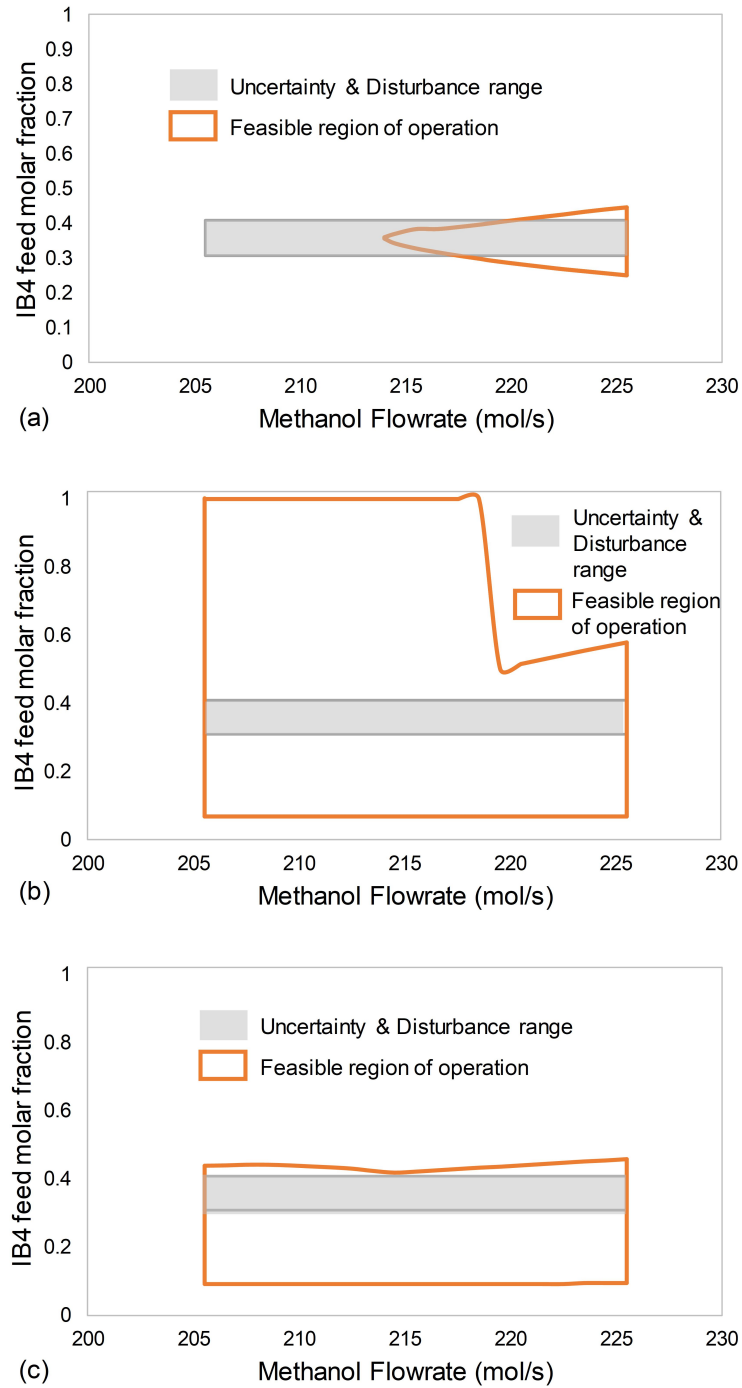 1
0.9
0.8
0.7
0.6
0.5
0.4
0.3
0.2
0.1
0
IB4 feed molar fraction
Uncertainty & Disturbance range
Feasible region of operation
200 205 210 215 220 225 230
(a)
Methanol Flowrate (mol/s)
1
0.8
0.6
0.4
0.2
0
IB4 feed molar fraction
Uncertainty &
Disturbance
range
Feasible region
of operation
200 205 210 215 220 225 230
(b)
Methanol Flowrate (mol/s)
1
0.8
0.6
0.4
0.2
0
IB4 feed molar fraction
Uncertainty & Disturbance range
Feasible region of operation
200 205 210 215 220 225 230
(c)
Methanol Flowrate (mol/s)